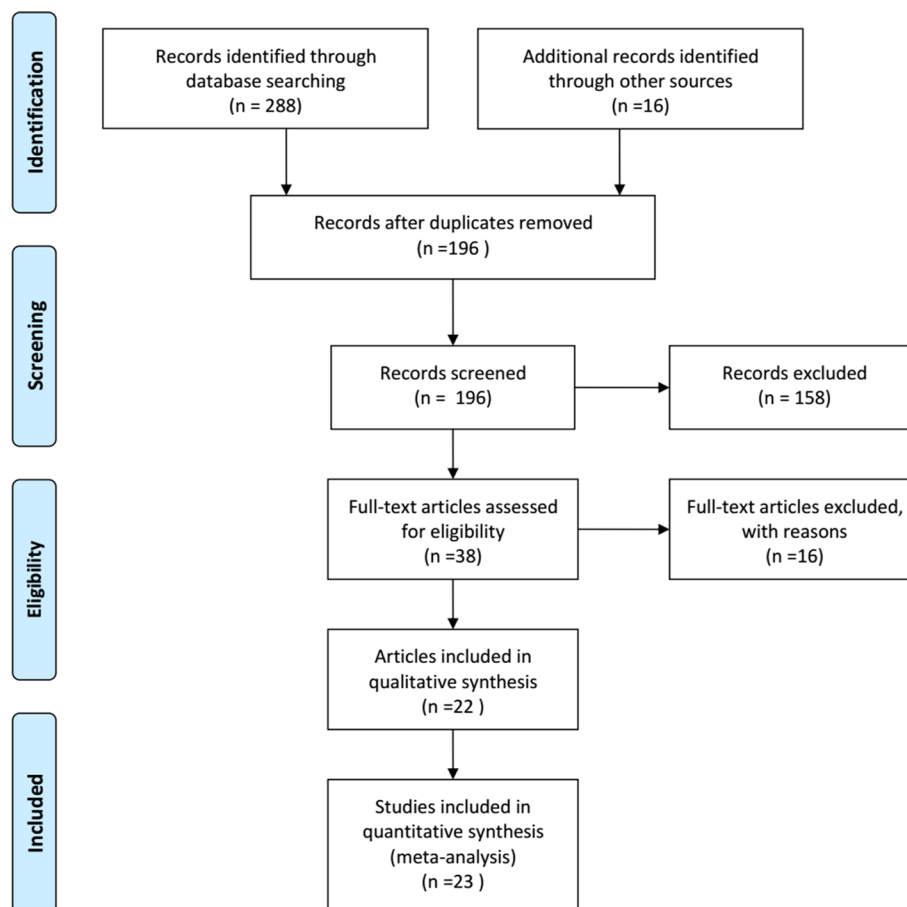 Identification
Records identified through
database searching
(n = 288)
Additional records identified
through other sources
(n =16)
Records after duplicates removed
(n =196 )
Screening
Records screened
(n = 196)
Records excluded
(n = 158)
Eligibility
Full-text articles assessed
for eligibility
(n =38)
Full-text articles excluded,
with reasons
(n =16)
Articles included in
qualitative synthesis
(n =22 )
Included
Studies included in
quantitative synthesis
(meta-analysis)
(n =23 )